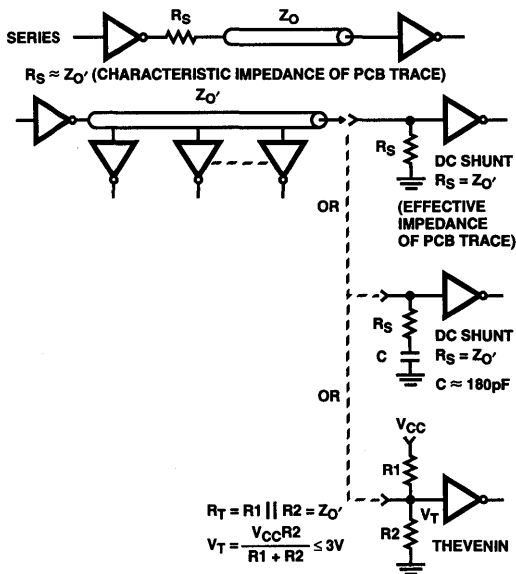 SERIES
RS
ZO
RS ≈ ZO' (CHARACTERISTIC IMPEDANCE OF PCB TRACE)
ZO'
RS
DC SHUNT
RS = ZO'
(EFFECTIVE
IMPEDANCE
OF PCB TRACE)
OR
RS
C
DC SHUNT
RS = ZO'
C ≈ 180pF
OR
VCC
R1
VT
R2
THEVENIN
RT = R1 || R2 = ZO'
VT = VCCR2 / R1 + R2 ≤ 3V